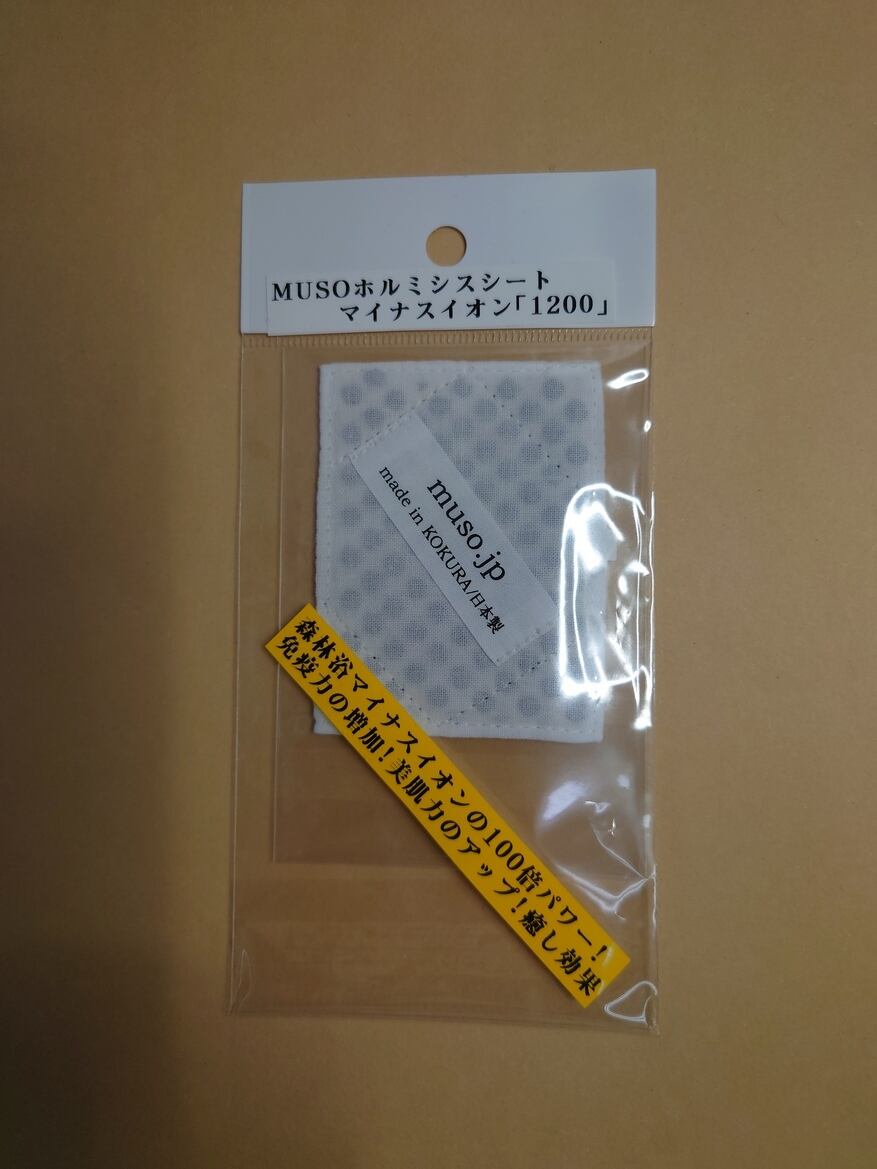 MUSOホルミシスシート
マイナスイオン「1200」
muso.jp
made in KOKURA/日本製
森林浴マイナスイオンの100倍パワー!
免疫力の増加!美肌力のアップ!癒し効果